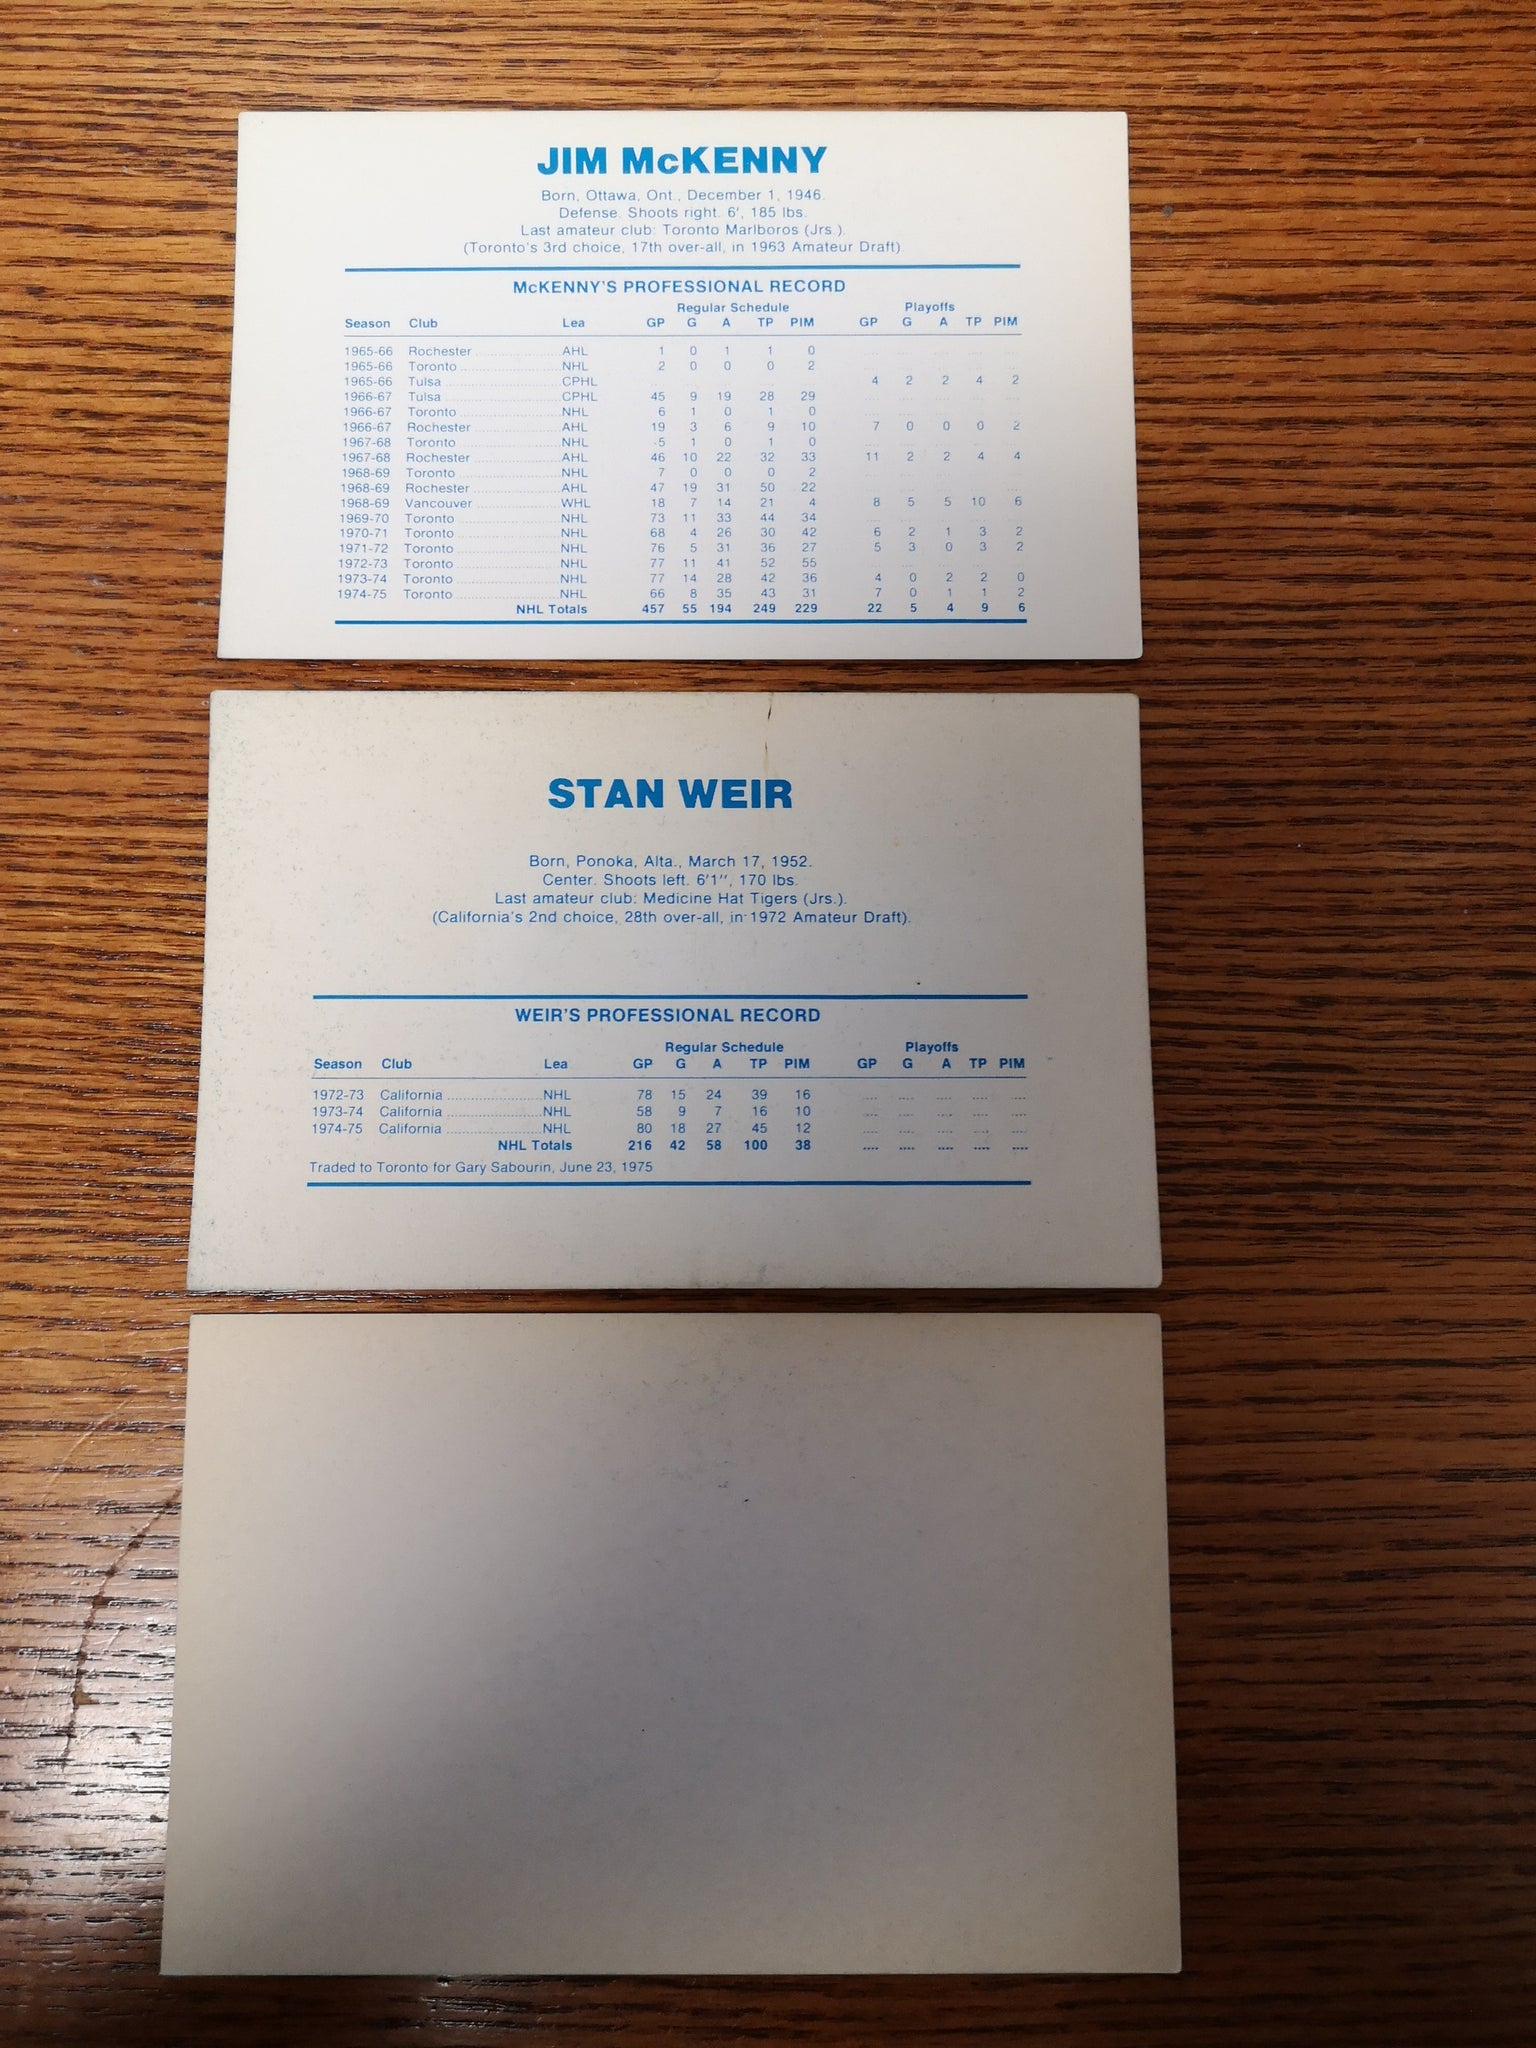 JIM McKENNY
Born, Ottawa, Ont., December 1, 1946.
Defense. Shoots right. 6', 185 lbs.
Last amateur club: Toronto Marlboros (Jrs.).
(Toronto's 3rd choice, 17th over-all, in 1963 Amateur Draft).
McKENNY'S PROFESSIONAL RECORD
Regular Schedule Playoffs
Season Club Lea GP G A TP PIM GP G A TP PIM
1965-66 Rochester ........ AHL 1 0 1 1 0 .... .... .... .... ....
1965-66 Toronto ........ NHL 2 0 0 0 2
1965-66 Tulsa ........ CPHL .... .... .... .... .... 4 2 2 4 2
1966-67 Tulsa ........ CPHL 45 9 19 28 29 .... .... .... .... ....
1966-67 Toronto ........ NHL 6 1 0 1 0
1966-67 Rochester ........ AHL 19 3 6 9 10 7 0 0 0 2
1967-68 Toronto ........ NHL 5 1 0 1 0 .... .... .... .... ....
1967-68 Rochester ........ AHL 46 10 22 32 33 11 2 2 4 4
1968-69 Toronto ........ NHL 7 0 0 0 2 .... .... .... .... ....
1968-69 Rochester ........ AHL 47 19 31 50 22
1968-69 Vancouver ........ WHL 18 7 14 21 4 8 5 5 10 6
1969-70 Toronto ........ NHL 73 11 33 44 34 .... .... .... .... ....
1970-71 Toronto ........ NHL 68 4 26 30 42 6 2 1 3 2
1971-72 Toronto ........ NHL 76 5 31 36 27 5 3 0 3 2
1972-73 Toronto ........ NHL 77 11 41 52 55 .... .... .... .... ....
1973-74 Toronto ........ NHL 77 14 28 42 36 4 0 2 2 0
1974-75 Toronto ........ NHL 66 8 35 43 31 7 0 1 1 2
NHL Totals 457 55 194 249 229 22 5 4 9 6
STAN WEIR
Born, Ponoka, Alta., March 17, 1952.
Center. Shoots left. 6'1'', 170 lbs.
Last amateur club: Medicine Hat Tigers (Jrs.).
(California's 2nd choice, 28th over-all, in 1972 Amateur Draft).
WEIR'S PROFESSIONAL RECORD
Regular Schedule Playoffs
Season Club Lea GP G A TP PIM GP G A TP PIM
1972-73 California ........ NHL 78 15 24 39 16 .... .... .... .... ....
1973-74 California ........ NHL 58 9 7 16 10 .... .... .... .... ....
1974-75 California ........ NHL 80 18 27 45 12 .... .... .... .... ....
NHL Totals 216 42 58 100 38 .... .... .... .... ....
Traded to Toronto for Gary Sabourin, June 23, 1975